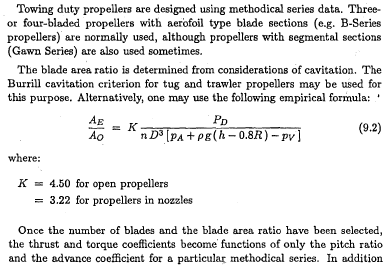 Towing duty propellers are designed using methodical series data. Three-
or four-bladed propellers with aerofoil type blade sections (e.g. B-Series
propellers) are normally used, although propellers with segmental sections
(Gawn Series) are also used sometimes.
The blade area ratio is determined from considerations of cavitation. The
Burrill cavitation criterion for tug and trawler propellers may be used for
this purpose. Alternatively, one may use the following empirical formula:
A_E / A_O = K P_D / (n D^3 [p_A + ρ g (h − 0.8R) − p_V]) (9.2)
where:
K = 4.50 for open propellers
= 3.22 for propellers in nozzles
Once the number of blades and the blade area ratio have been selected,
the thrust and torque coefficients become functions of only the pitch ratio
and the advance coefficient for a particular methodical series. In addition